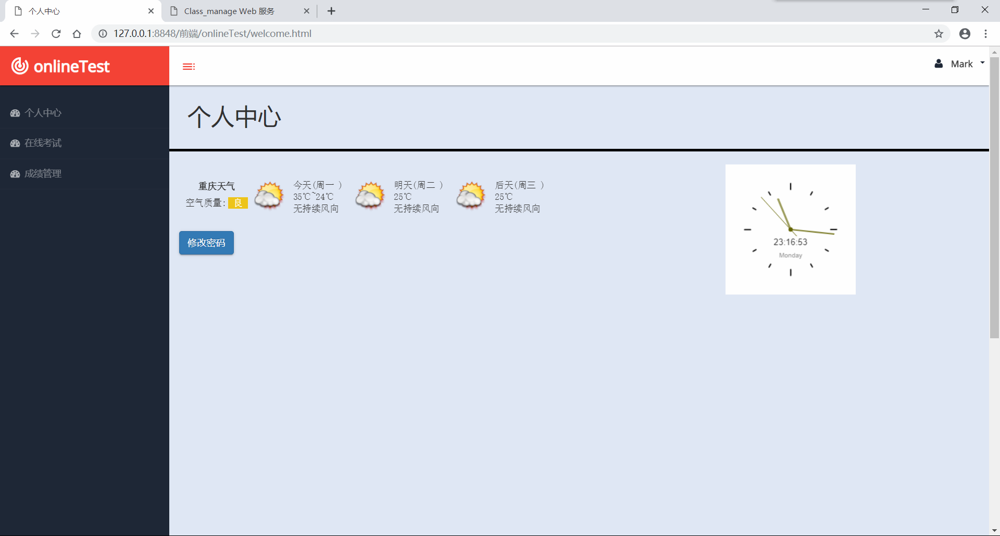 个人中心
Class_manage Web 服务
127.0.0.1:8848/前端/onlineTest/welcome.html
onlineTest
Mark
个人中心
在线考试
成绩管理
个人中心
重庆天气
空气质量: 良
今天(周一 )
35℃~24℃
无持续风向
明天(周二 )
25℃
无持续风向
后天(周三 )
25℃
无持续风向
修改密码
23:16:53
Monday